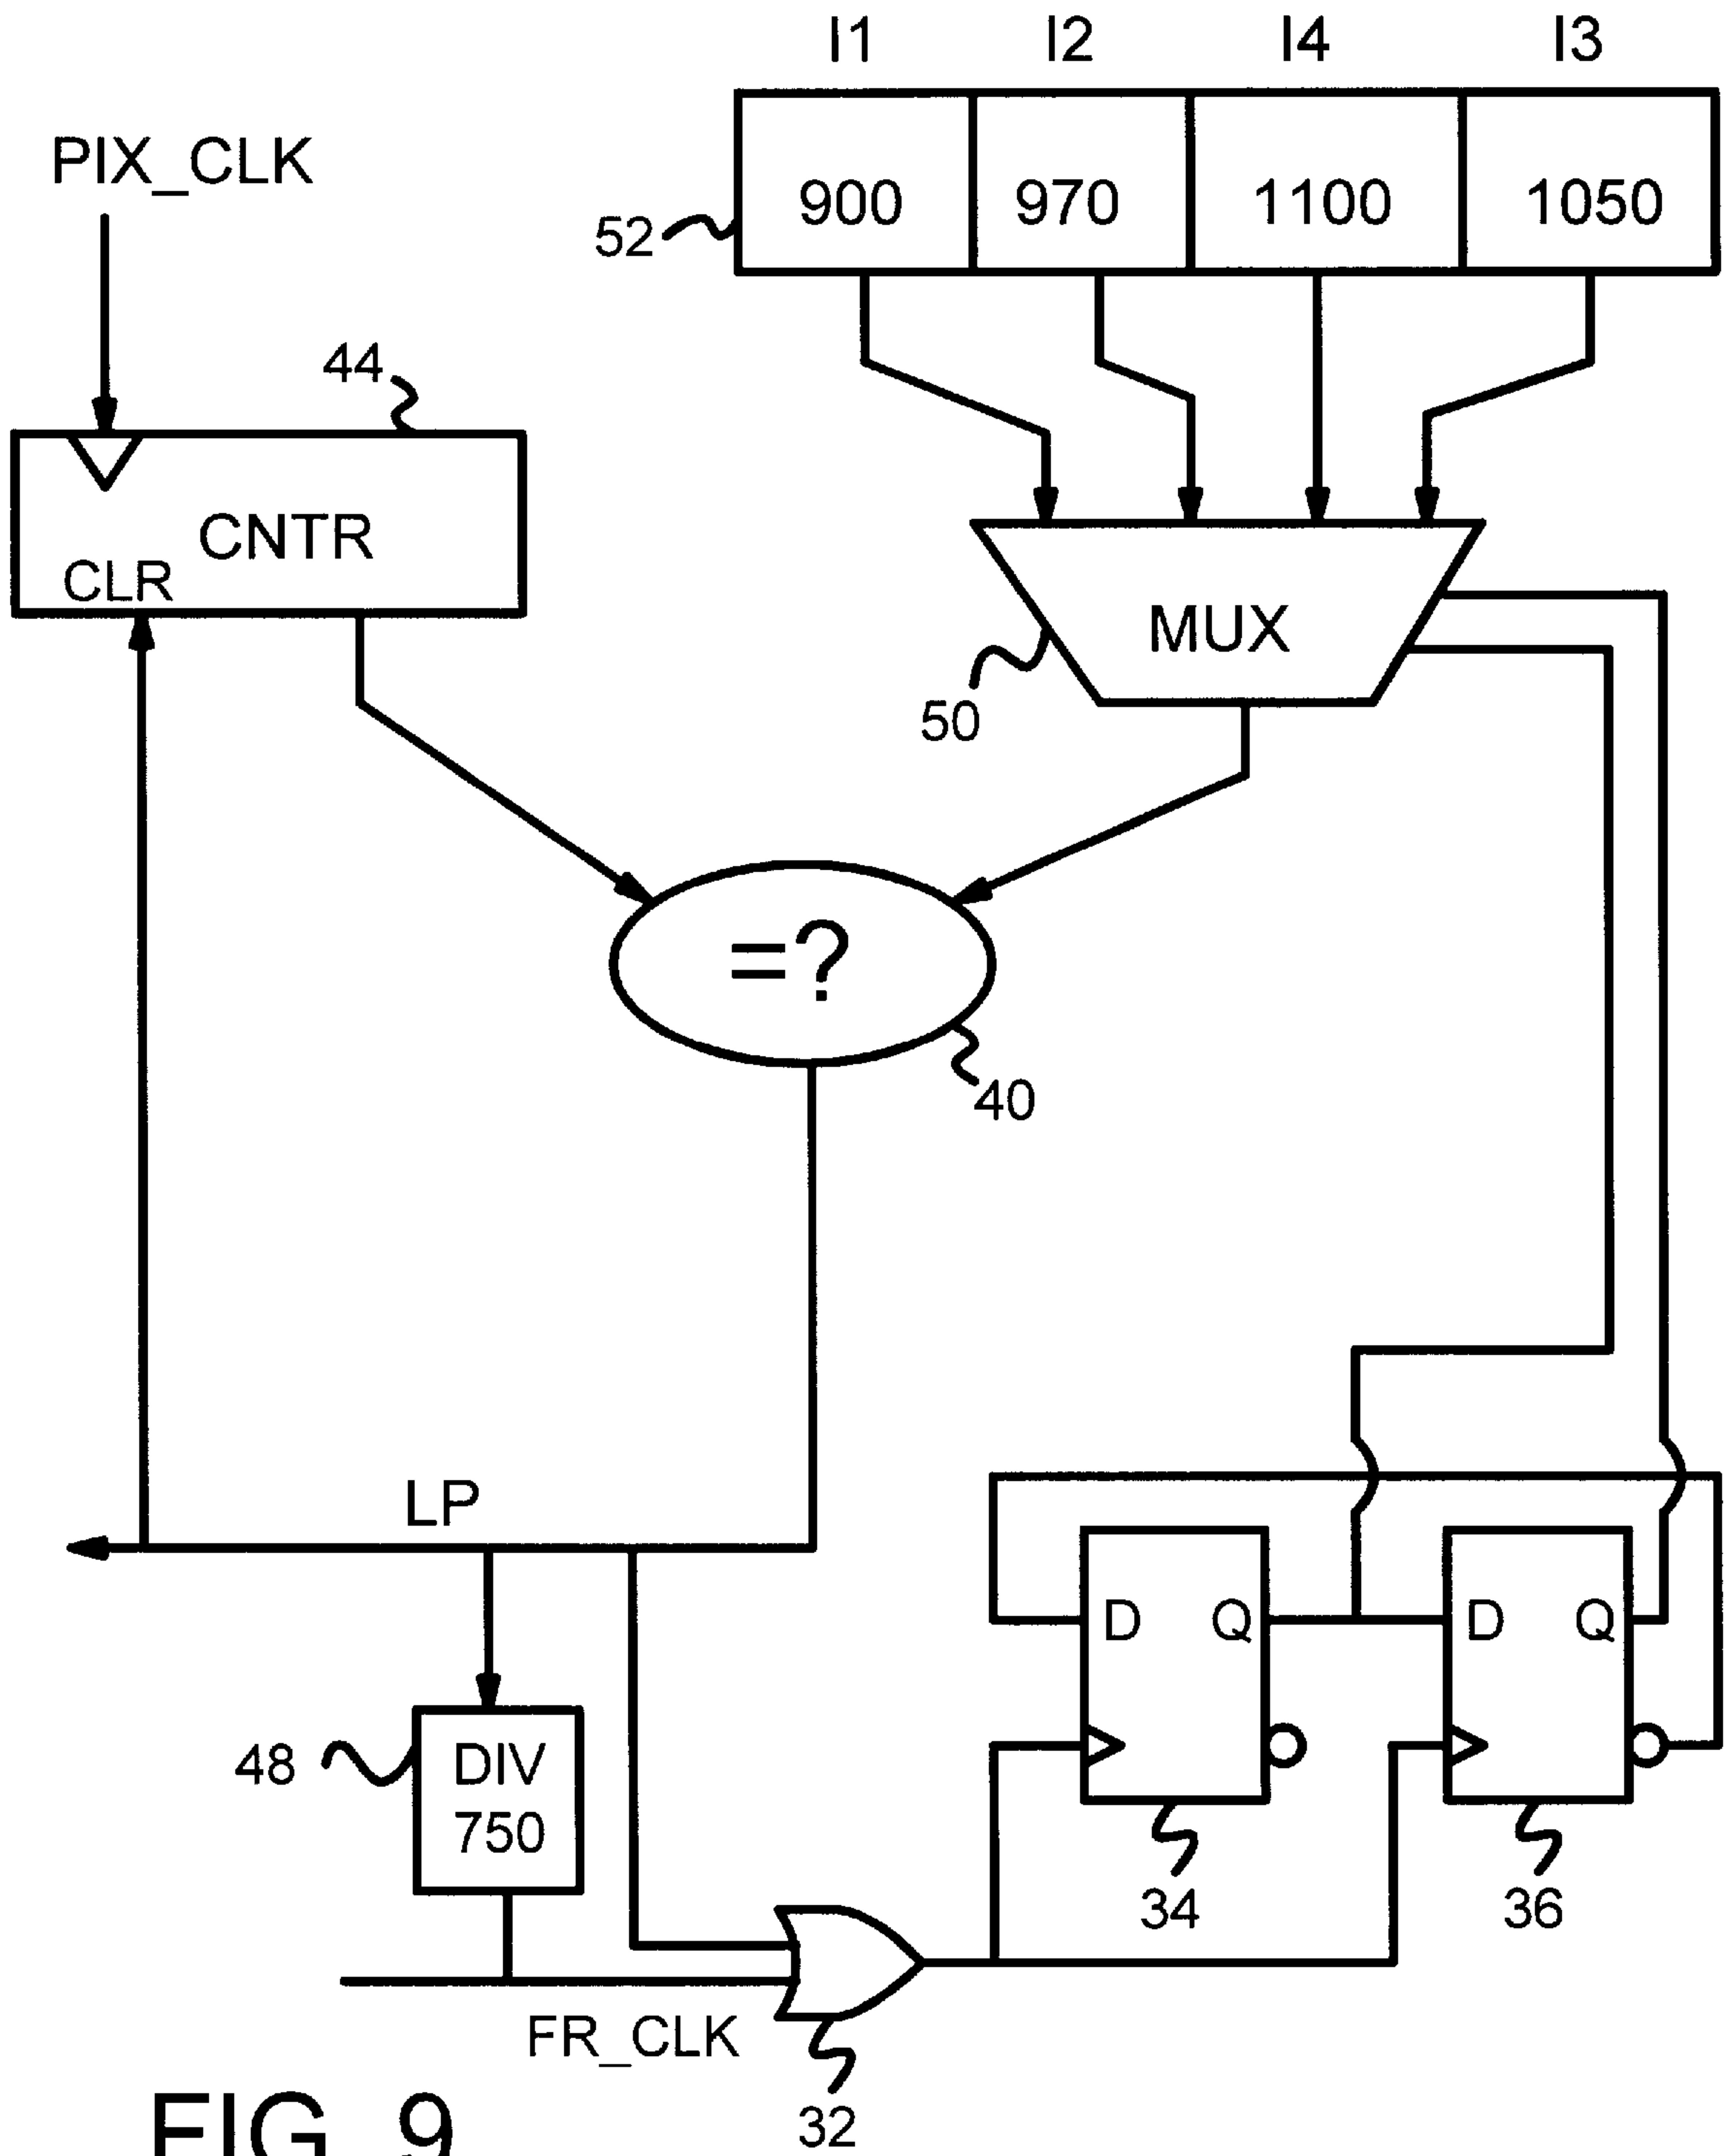 I1 I2 I4 I3
PIX_CLK
900 970 1100 1050
52
44
CNTR
CLR
MUX
50
=?
40
LP
D Q D Q
48
DIV
750
34 36
FR_CLK
32
FIG. 9